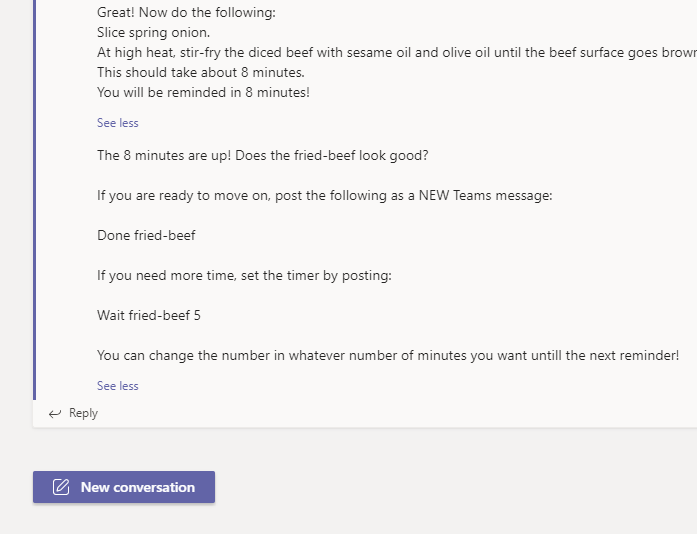 Great! Now do the following:
Slice spring onion.
At high heat, stir-fry the diced beef with sesame oil and olive oil until the beef surface goes brown
This should take about 8 minutes.
You will be reminded in 8 minutes!
See less
The 8 minutes are up! Does the fried-beef look good?
If you are ready to move on, post the following as a NEW Teams message:
Done fried-beef
If you need more time, set the timer by posting:
Wait fried-beef 5
You can change the number in whatever number of minutes you want untill the next reminder!
See less
Reply
New conversation